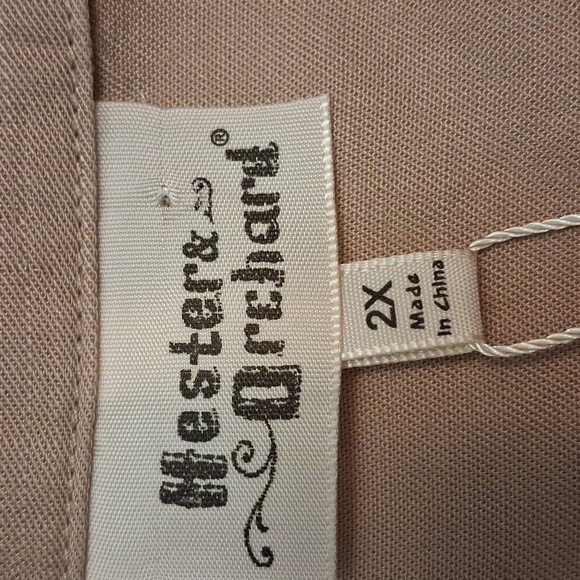 Hester &
Orchard®
2X
Made
In China